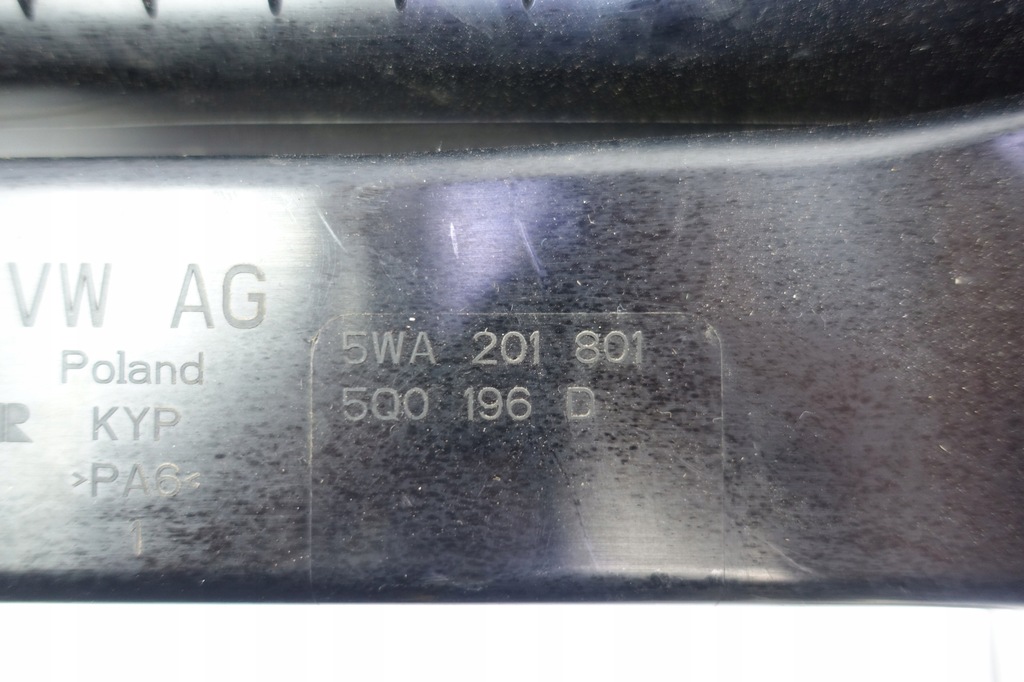 VW AG
Poland
R KYP
>PA6<
1
5WA 201 801
5Q0 196 D